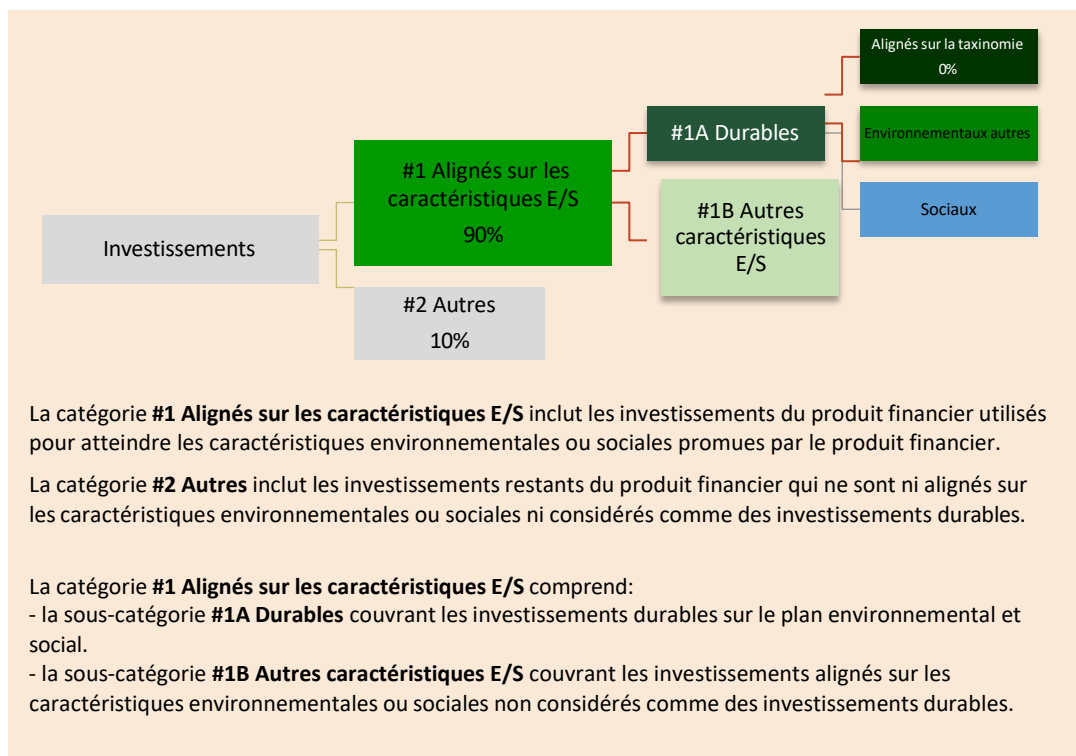 Alignés sur la taxinomie
0%
#1A Durables
Environnementaux autres
#1 Alignés sur les
caractéristiques E/S
90%
#1B Autres
caractéristiques
E/S
Sociaux
Investissements
#2 Autres
10%
La catégorie #1 Alignés sur les caractéristiques E/S inclut les investissements du produit financier utilisés
pour atteindre les caractéristiques environnementales ou sociales promues par le produit financier.
La catégorie #2 Autres inclut les investissements restants du produit financier qui ne sont ni alignés sur
les caractéristiques environnementales ou sociales ni considérés comme des investissements durables.
La catégorie #1 Alignés sur les caractéristiques E/S comprend:
- la sous-catégorie #1A Durables couvrant les investissements durables sur le plan environnemental et
social.
- la sous-catégorie #1B Autres caractéristiques E/S couvrant les investissements alignés sur les
caractéristiques environnementales ou sociales non considérés comme des investissements durables.